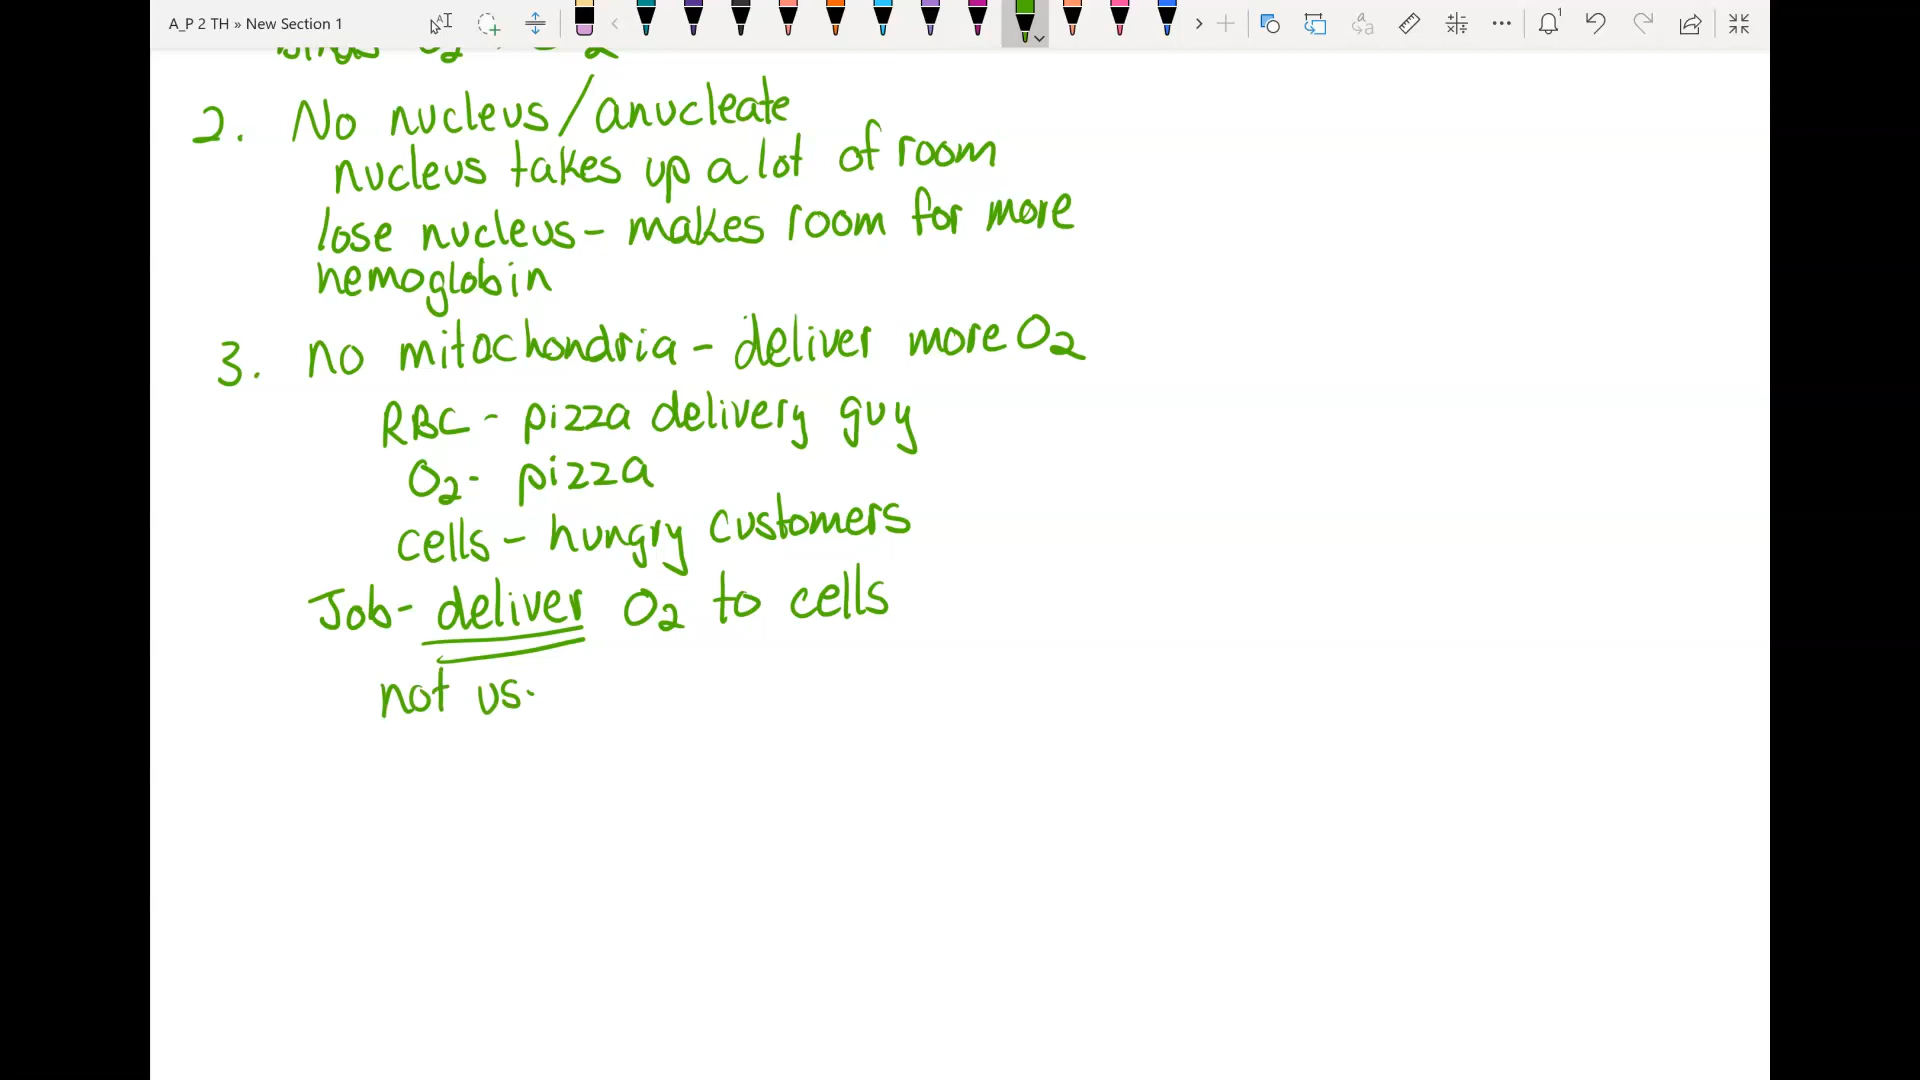 A_P 2 TH » New Section 1
2. No nucleus/anucleate
nucleus takes up a lot of room
lose nucleus - makes room for more
hemoglobin
3. no mitochondria - deliver more O2
RBC - pizza delivery guy
O2 - pizza
cells - hungry customers
Job - deliver O2 to cells
not us